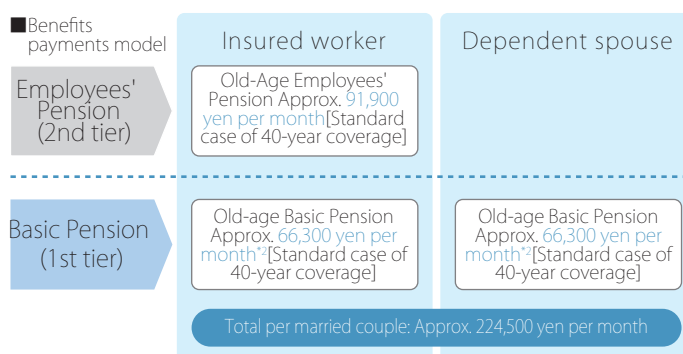 ■Benefits
payments model
Insured worker
Dependent spouse
Employees'
Pension
(2nd tier)
Old-Age Employees'
Pension Approx. 91,900
yen per month[Standard
case of 40-year coverage]
Basic Pension
(1st tier)
Old-age Basic Pension
Approx. 66,300 yen per
month*2[Standard case of
40-year coverage]
Old-age Basic Pension
Approx. 66,300 yen per
month*2[Standard case of
40-year coverage]
Total per married couple: Approx. 224,500 yen per month